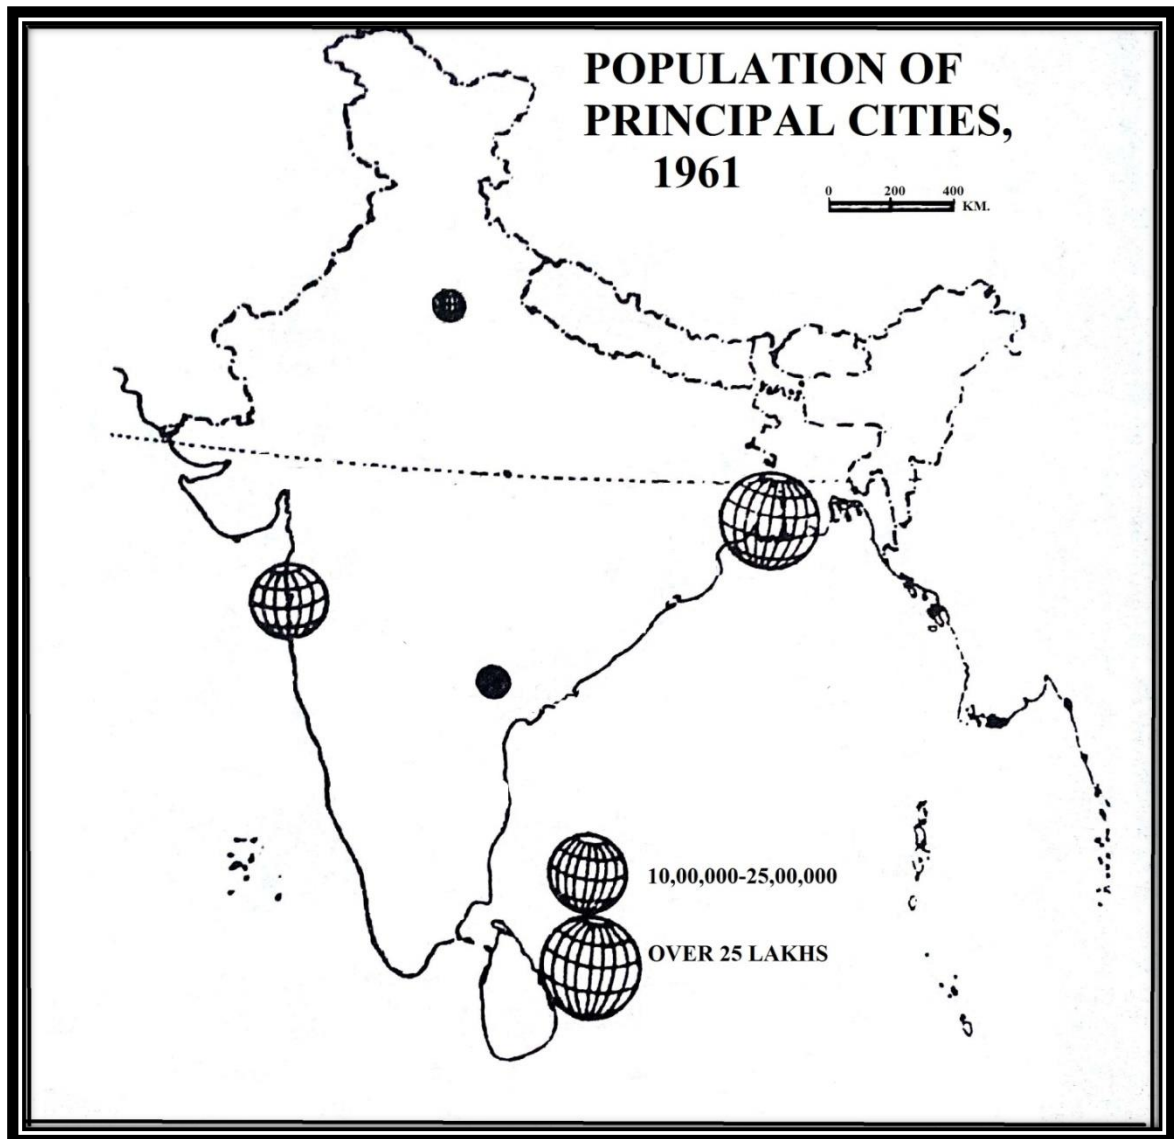 POPULATION OF
PRINCIPAL CITIES,
1961
0 200 400
KM.
10,00,000-25,00,000
OVER 25 LAKHS